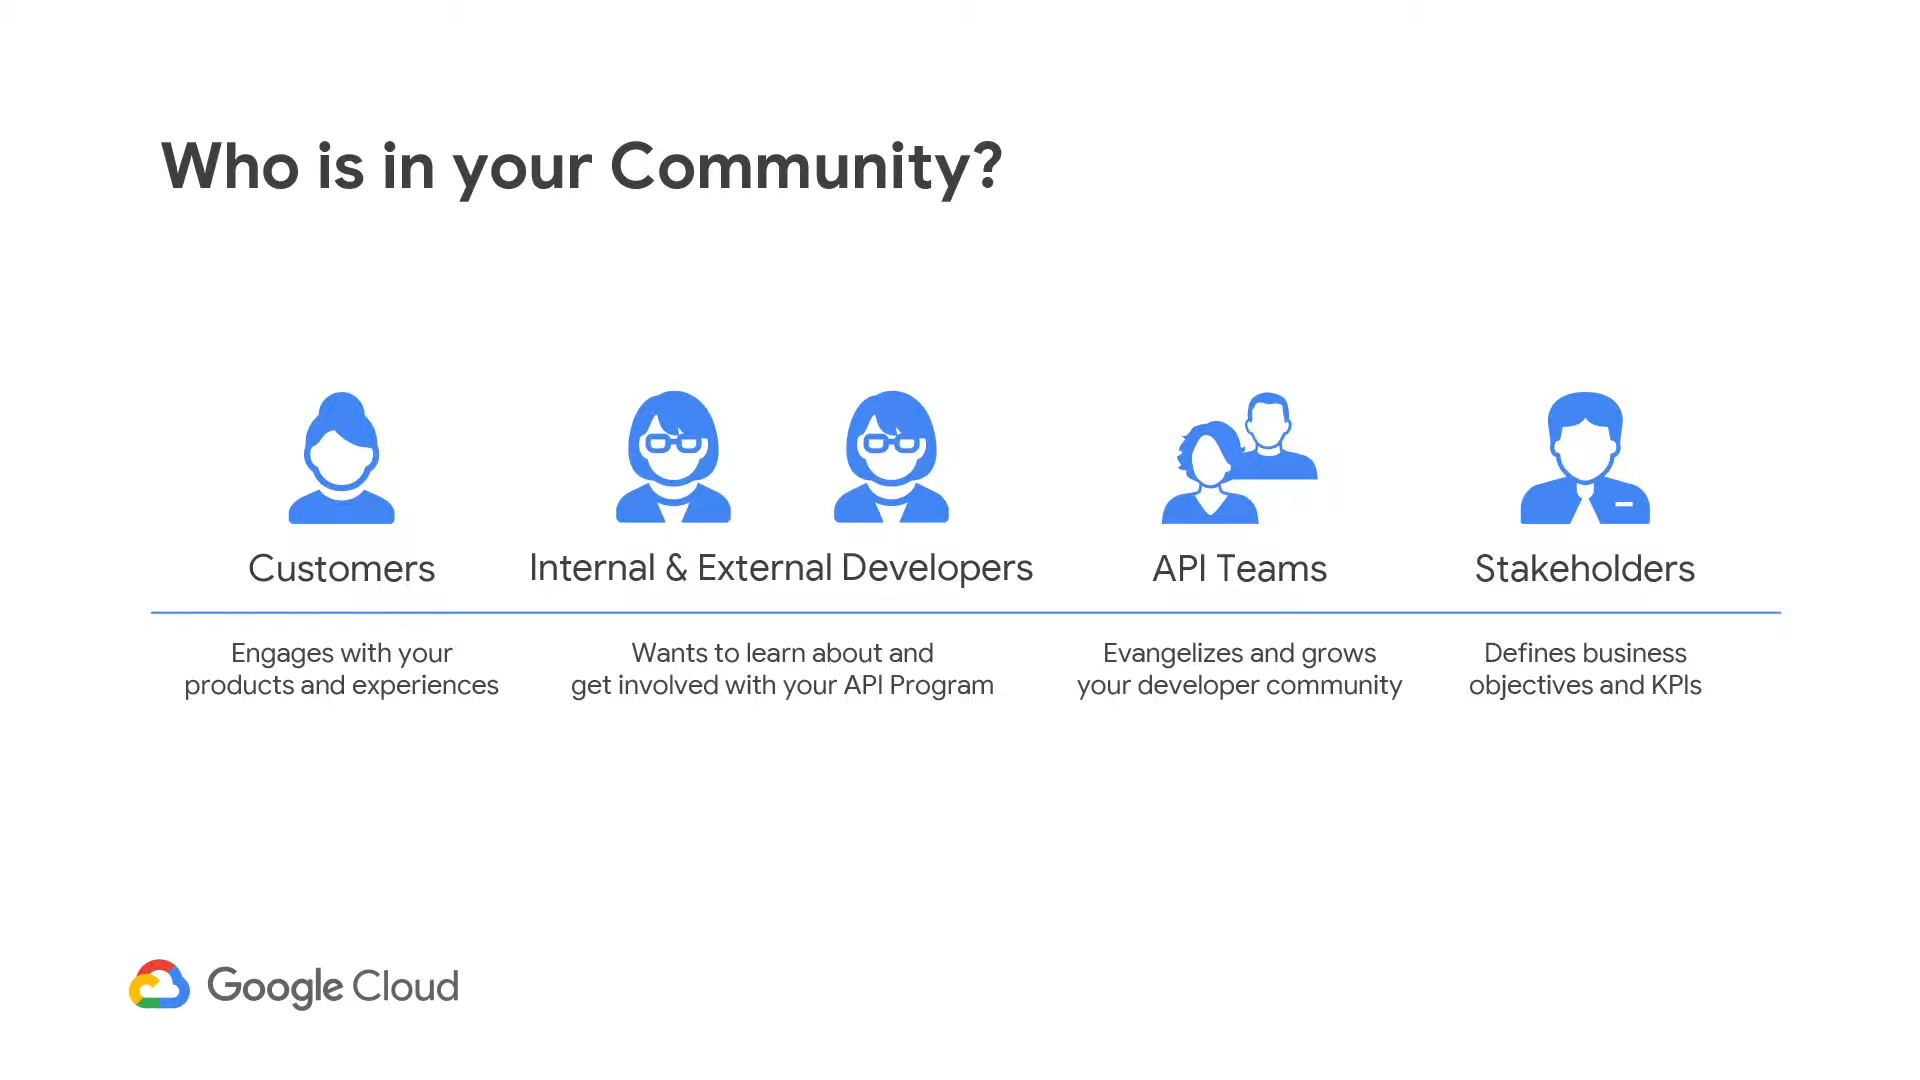 Who is in your Community?
Customers
Internal & External Developers
API Teams
Stakeholders
Engages with your
products and experiences
Wants to learn about and
get involved with your API Program
Evangelizes and grows
your developer community
Defines business
objectives and KPIs
Google Cloud